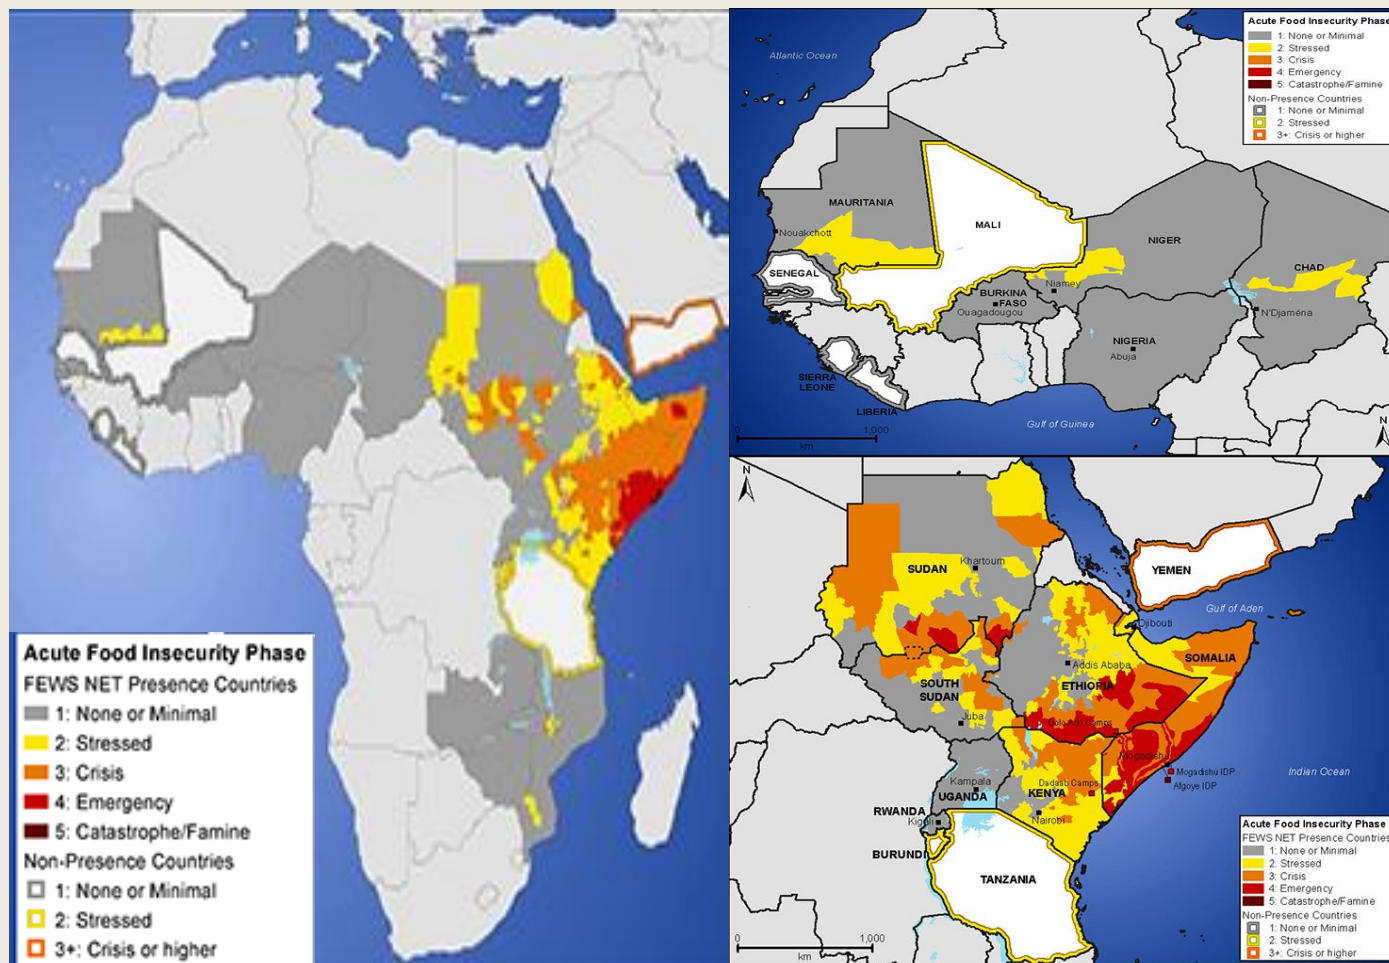 Acute Food Insecurity Phase
FEWS NET Presence Countries
1: None or Minimal
2: Stressed
3: Crisis
4: Emergency
5: Catastrophe/Famine
Non-Presence Countries
1: None or Minimal
2: Stressed
3+: Crisis or higher
Acute Food Insecurity Phase
1: None or Minimal
2: Stressed
3: Crisis
4: Emergency
5: Catastrophe/Famine
Non-Presence Countries
1: None or Minimal
2: Stressed
3+: Crisis or higher
Atlantic Ocean
MAURITANIA
Nouakchott
MALI
NIGER
SENEGAL
CHAD
BURKINA
FASO
Niamey
Ouagadougou
N'Djaména
NIGERIA
Abuja
SIERRA
LEONE
LIBERIA
Gulf of Guinea
0 1,000
km
N
N
SUDAN
Khartoum
YEMEN
Gulf of Aden
Djibouti
SOMALIA
Addis Ababa
ETHIOPIA
SOUTH
SUDAN
Juba
Dolo Ado Camps
Mogadishu
Mogadishu IDP
Afgoye IDP
Indian Ocean
Dadaab Camps
Kampala
UGANDA
KENYA
Nairobi
RWANDA
Kigali
BURUNDI
TANZANIA
0 1,000
km
Acute Food Insecurity Phase
FEWS NET Presence Countries
1: None or Minimal
2: Stressed
3: Crisis
4: Emergency
5: Catastrophe/Famine
Non-Presence Countries
1: None or Minimal
2: Stressed
3+: Crisis or higher